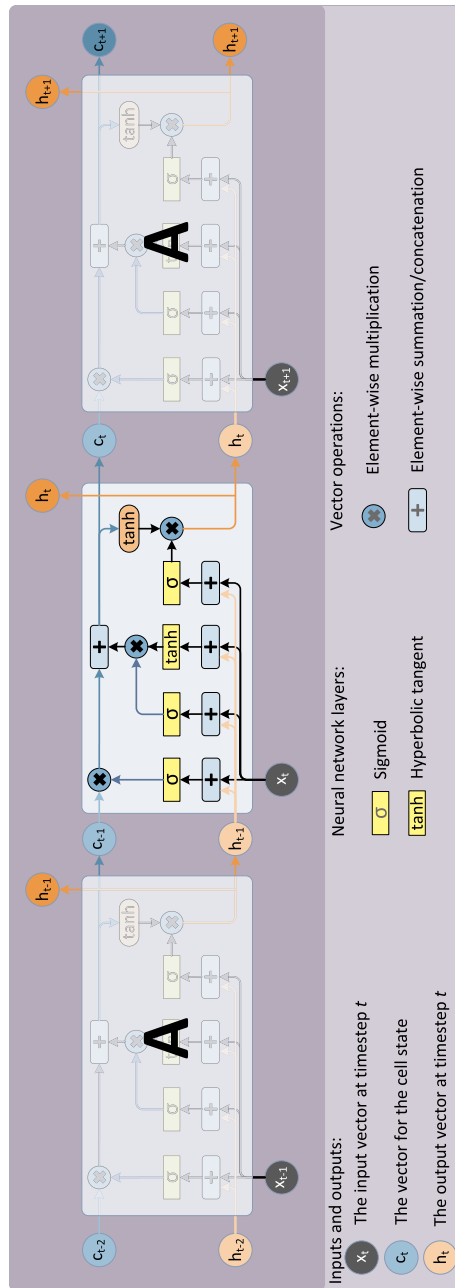 ht-1 ht ht+1
ct-2 ct-1 ct ct+1
tanh tanh tanh
A A
σ σ σ σ σ tanh σ σ σ σ
ht-2 ht-1 ht ht+1
Xt-1 Xt Xt+1
Inputs and outputs:
Xt The input vector at timestep t
ct The vector for the cell state
ht The output vector at timestep t
Neural network layers:
σ Sigmoid
tanh Hyperbolic tangent
Vector operations:
× Element-wise multiplication
+ Element-wise summation/concatenation